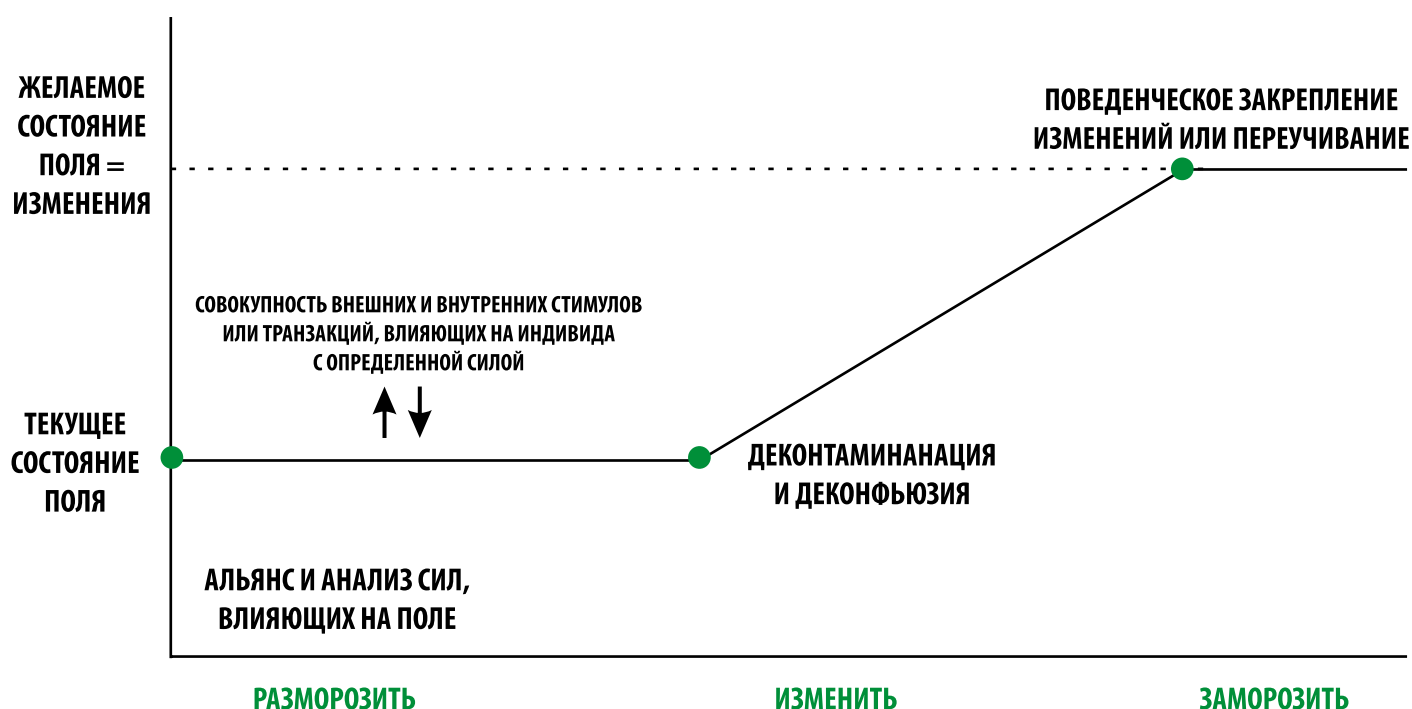 ЖЕЛАЕМОЕ
СОСТОЯНИЕ
ПОЛЯ =
ИЗМЕНЕНИЯ
ПОВЕДЕНЧЕСКОЕ ЗАКРЕПЛЕНИЕ
ИЗМЕНЕНИЙ ИЛИ ПЕРЕУЧИВАНИЕ
СОВОКУПНОСТЬ ВНЕШНИХ И ВНУТРЕННИХ СТИМУЛОВ
ИЛИ ТРАНЗАКЦИЙ, ВЛИЯЮЩИХ НА ИНДИВИДА
С ОПРЕДЕЛЕННОЙ СИЛОЙ
ТЕКУЩЕЕ
СОСТОЯНИЕ
ПОЛЯ
ДЕКОНТАМИНАНАЦИЯ
И ДЕКОНФЬЮЗИЯ
АЛЬЯНС И АНАЛИЗ СИЛ,
ВЛИЯЮЩИХ НА ПОЛЕ
РАЗМОРОЗИТЬ
ИЗМЕНИТЬ
ЗАМОРОЗИТЬ